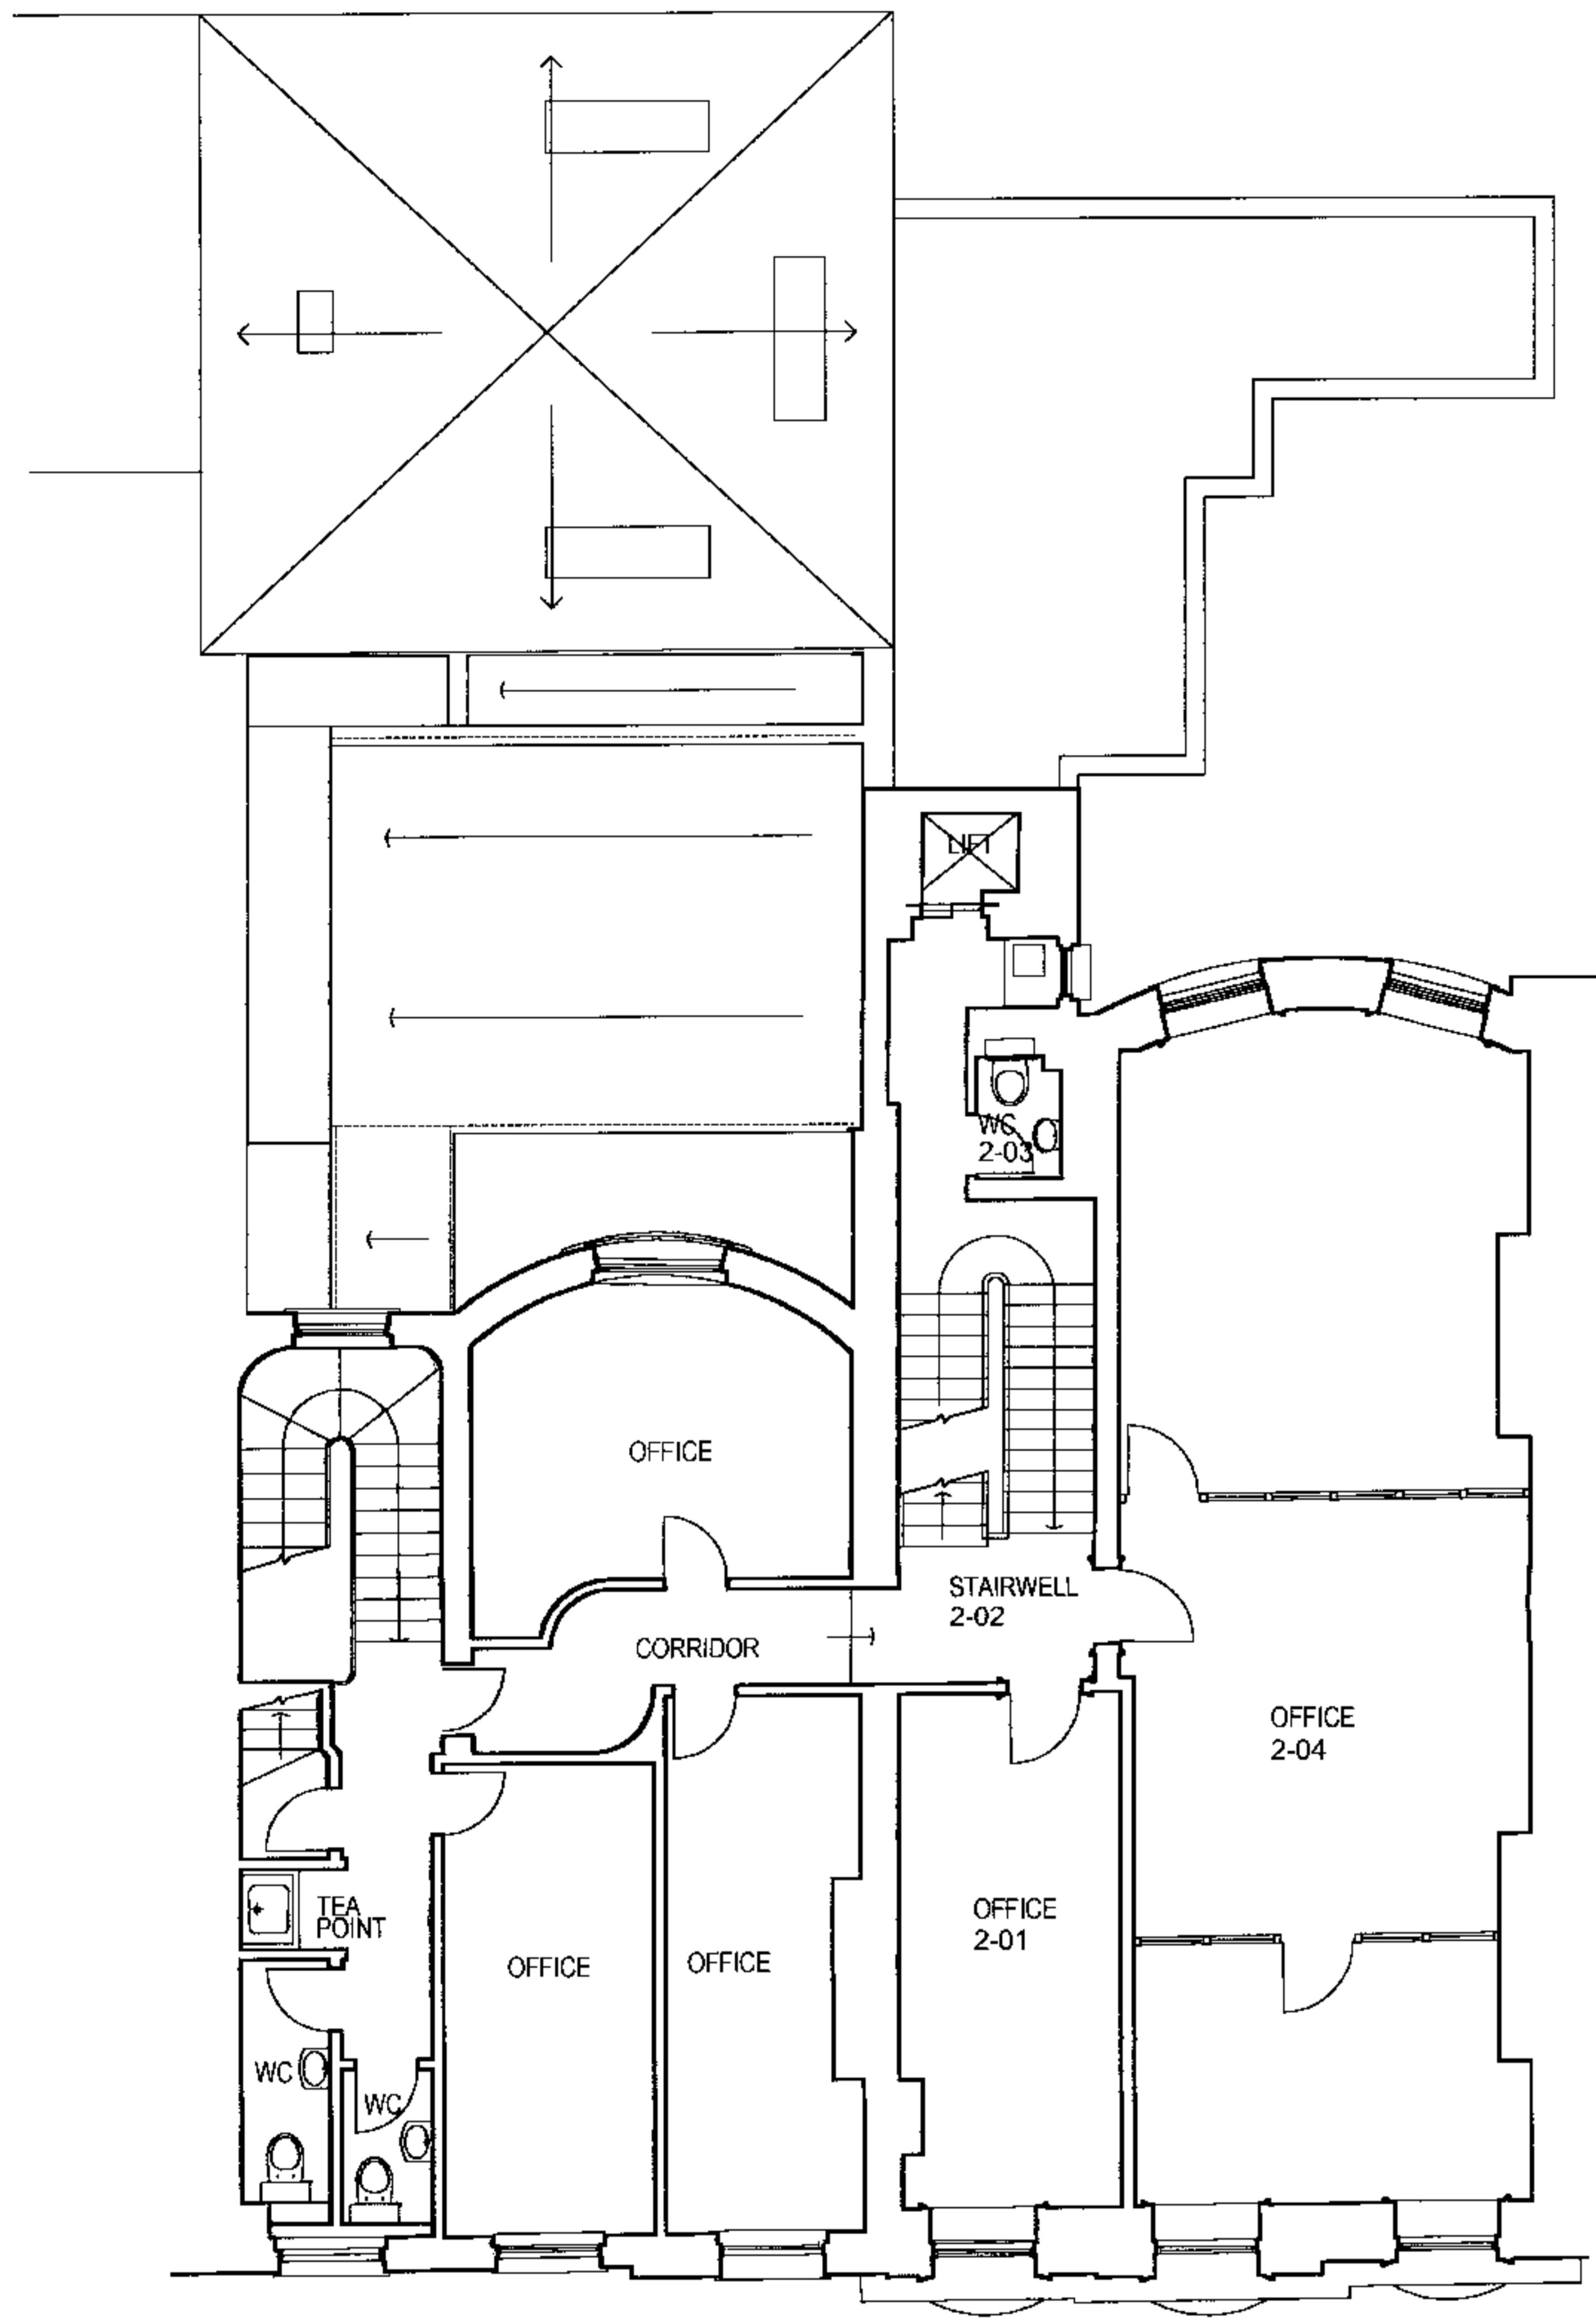 LIFT
WC
2-03
OFFICE
STAIRWELL
2-02
CORRIDOR
OFFICE
2-04
TEA
POINT
OFFICE
2-01
OFFICE
OFFICE
WC
WC